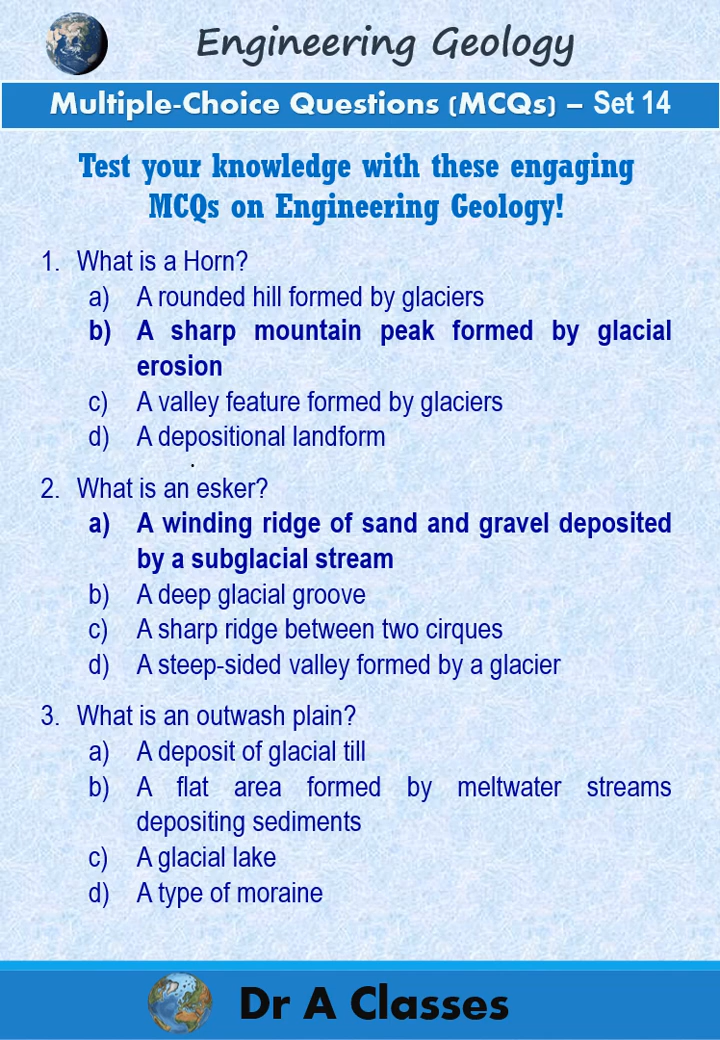 Engineering Geology
Multiple-Choice Questions (MCQs) – Set 14
Test your knowledge with these engaging
MCQs on Engineering Geology!
1. What is a Horn?
a) A rounded hill formed by glaciers
b) A sharp mountain peak formed by glacial
erosion
c) A valley feature formed by glaciers
d) A depositional landform
.
2. What is an esker?
a) A winding ridge of sand and gravel deposited
by a subglacial stream
b) A deep glacial groove
c) A sharp ridge between two cirques
d) A steep-sided valley formed by a glacier
3. What is an outwash plain?
a) A deposit of glacial till
b) A flat area formed by meltwater streams
depositing sediments
c) A glacial lake
d) A type of moraine
Dr A Classes